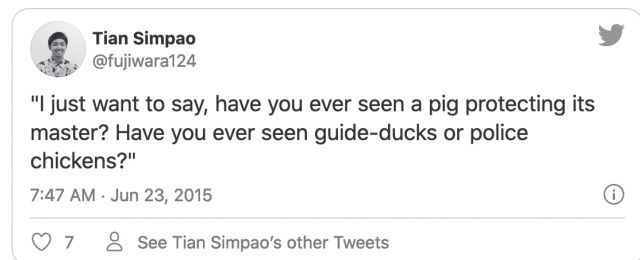 Tian Simpao
@fujiwara124
"I just want to say, have you ever seen a pig protecting its
master? Have you ever seen guide-ducks or police
chickens?"
7:47 AM · Jun 23, 2015
7 See Tian Simpao’s other Tweets